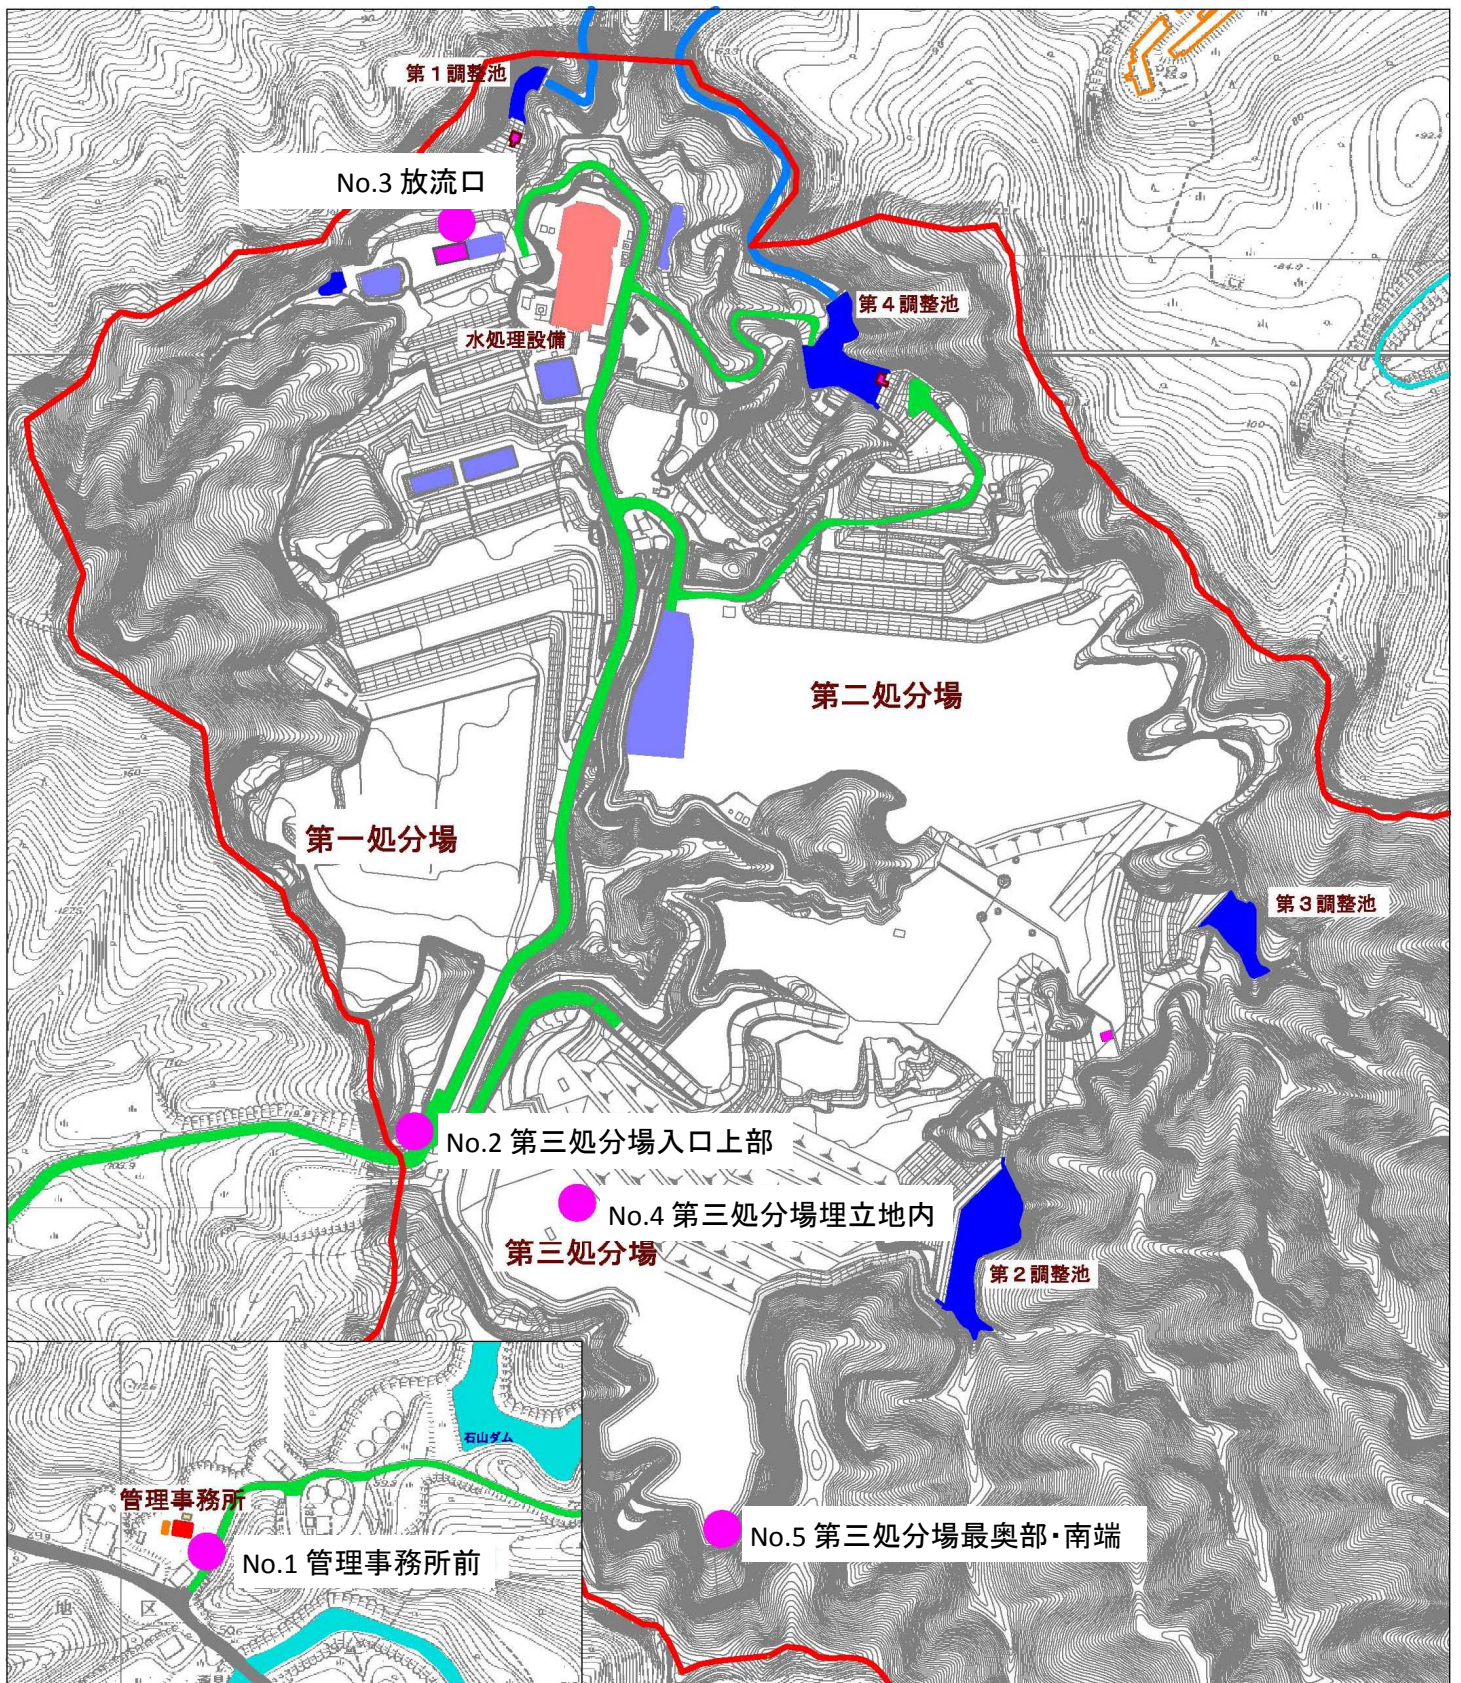 第1調整池
No.3 放流口
第4調整池
水処理設備
第二処分場
第一処分場
第3調整池
No.2 第三処分場入口上部
No.4 第三処分場埋立地内
第三処分場
第2調整池
石山ダム
管理事務所
No.1 管理事務所前
No.5 第三処分場最奥部・南端
地区